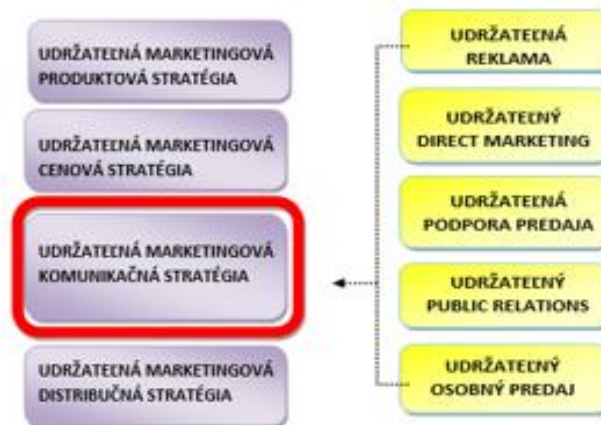 UDRŽATEĽNÁ MARKETINGOVÁ
PRODUKTOVÁ STRATÉGIA
UDRŽATEĽNÁ MARKETINGOVÁ
CENOVÁ STRATÉGIA
UDRŽATEĽNÁ MARKETINGOVÁ
KOMUNIKAČNÁ STRATÉGIA
UDRŽATEĽNÁ MARKETINGOVÁ
DISTRIBUČNÁ STRATÉGIA
UDRŽATEĽNÁ
REKLAMA
UDRŽATEĽNÝ
DIRECT MARKETING
UDRŽATEĽNÁ
PODPORA PREDAJA
UDRŽATEĽNÝ
PUBLIC RELATIONS
UDRŽATEĽNÝ
OSOBNÝ PREDAJ